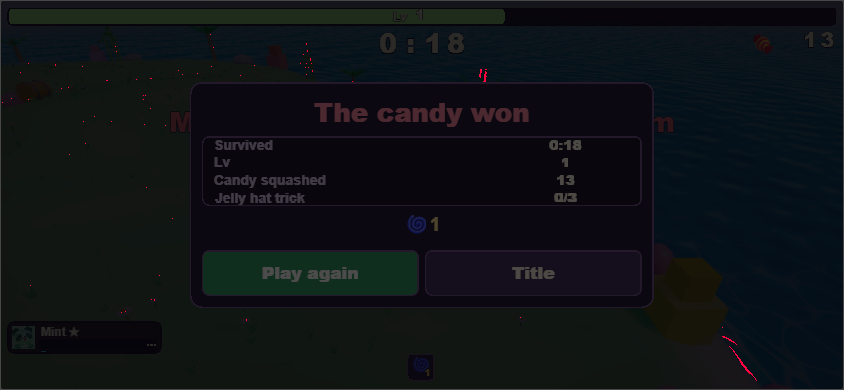 Lv 1
0:18
13
The candy won
Survived 0:18
Lv 1
Candy squashed 13
Jelly hat trick 0/3
1
Play again
Title
Mint★
...
1